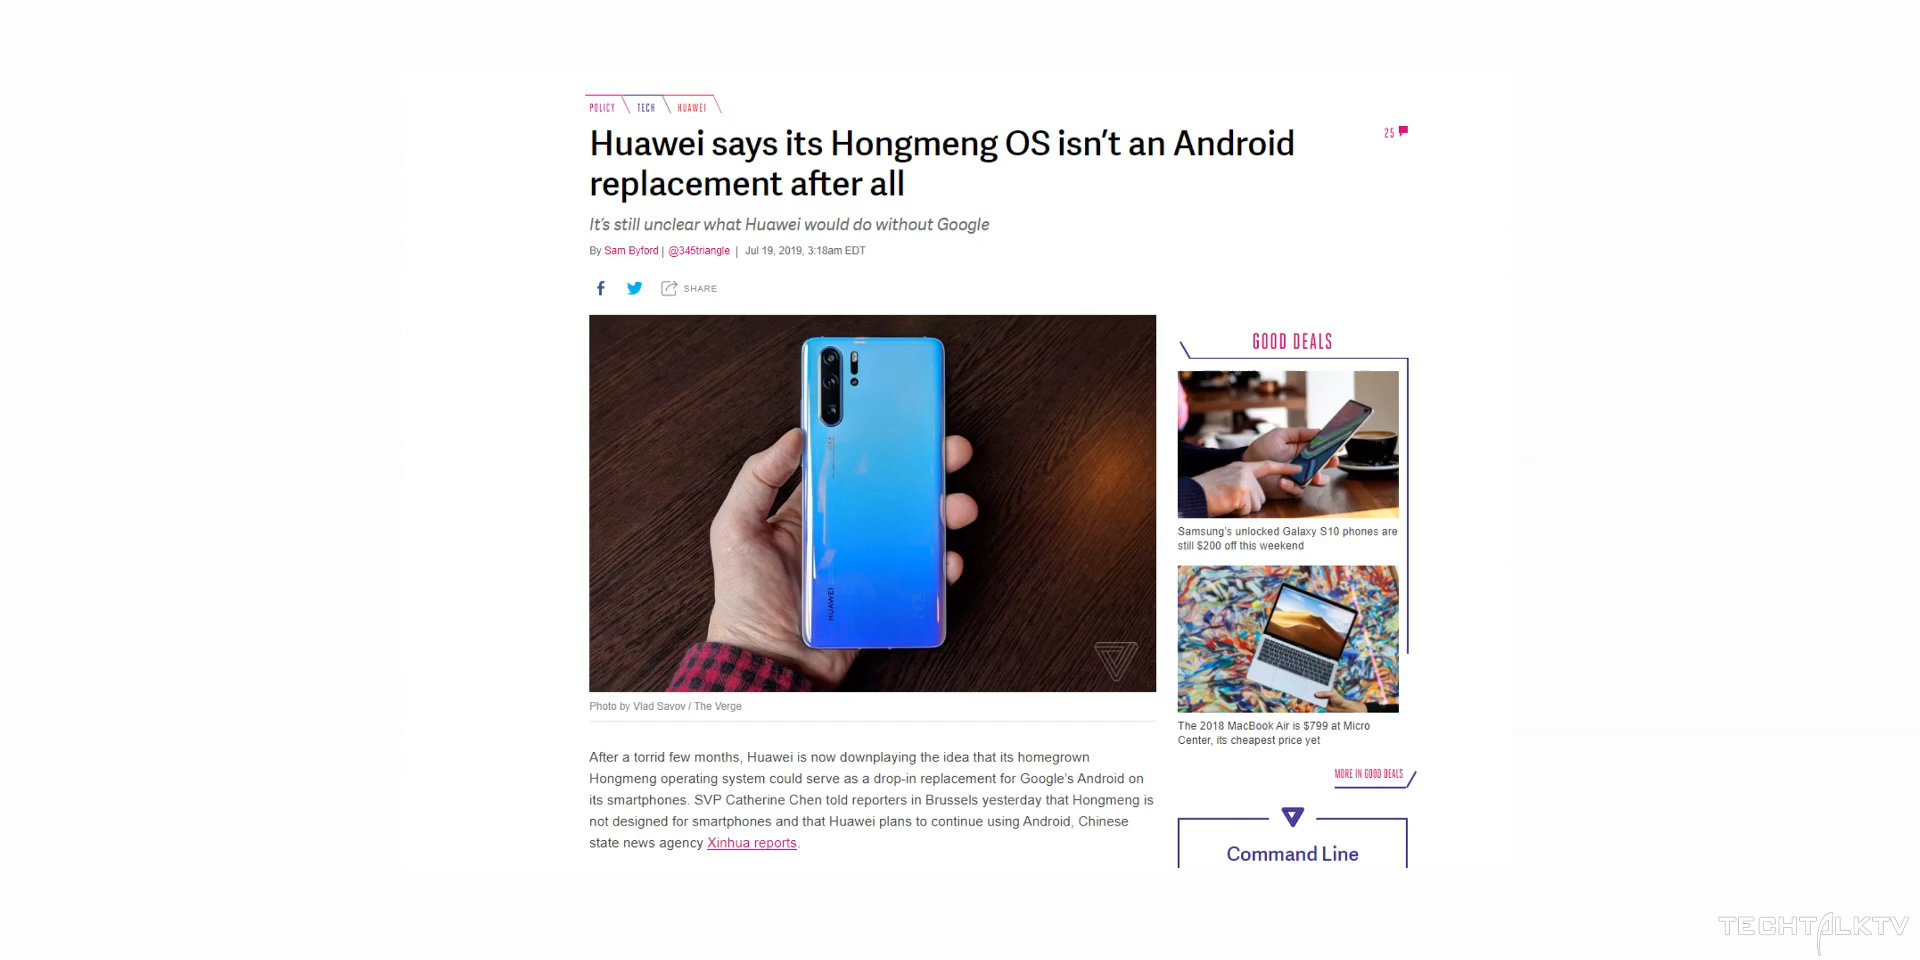 POLICY TECH HUAWEI
Huawei says its Hongmeng OS isn't an Android
replacement after all
25
It's still unclear what Huawei would do without Google
By Sam Byford | @345triangle | Jul 19, 2019, 3:18am EDT
SHARE
HUAWEI
Photo by Vlad Savov / The Verge
After a torrid few months, Huawei is now downplaying the idea that its homegrown
Hongmeng operating system could serve as a drop-in replacement for Google's Android on
its smartphones. SVP Catherine Chen told reporters in Brussels yesterday that Hongmeng is
not designed for smartphones and that Huawei plans to continue using Android, Chinese
state news agency Xinhua reports.
GOOD DEALS
Samsung's unlocked Galaxy S10 phones are
still $200 off this weekend
The 2018 MacBook Air is $799 at Micro
Center, its cheapest price yet
MORE IN GOOD DEALS
Command Line
TECHTALKTV